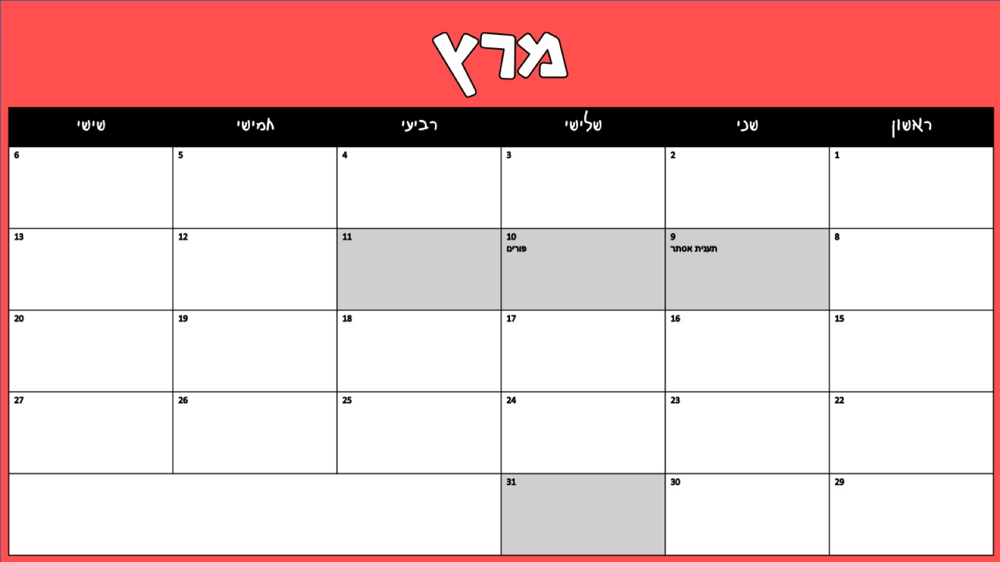 מרץ
ראשון שני שלישי רביעי חמישי שישי
1 2 3 4 5 6
8 9 10 11 12 13
תענית אסתר פורים
15 16 17 18 19 20
22 23 24 25 26 27
29 30 31